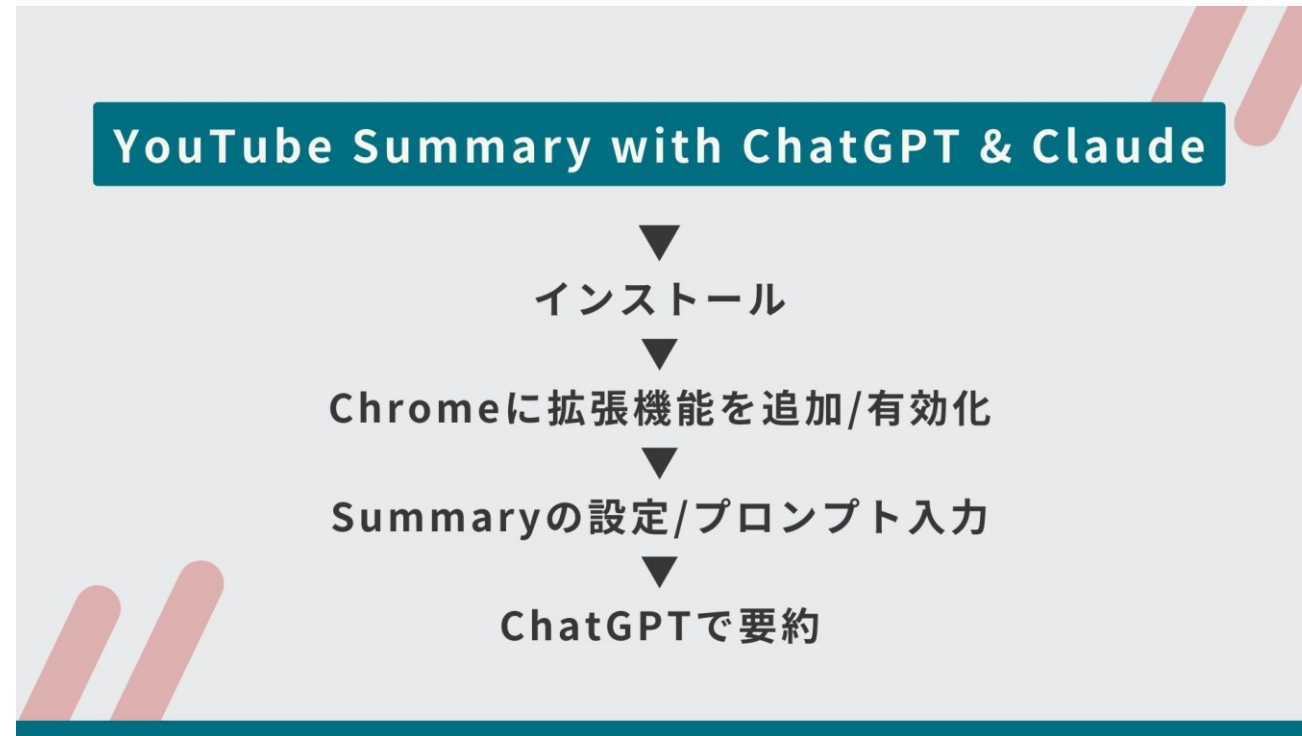 YouTube Summary with ChatGPT & Claude
▼
インストール
▼
Chromeに拡張機能を追加/有効化
▼
Summaryの設定/プロンプト入力
▼
ChatGPTで要約